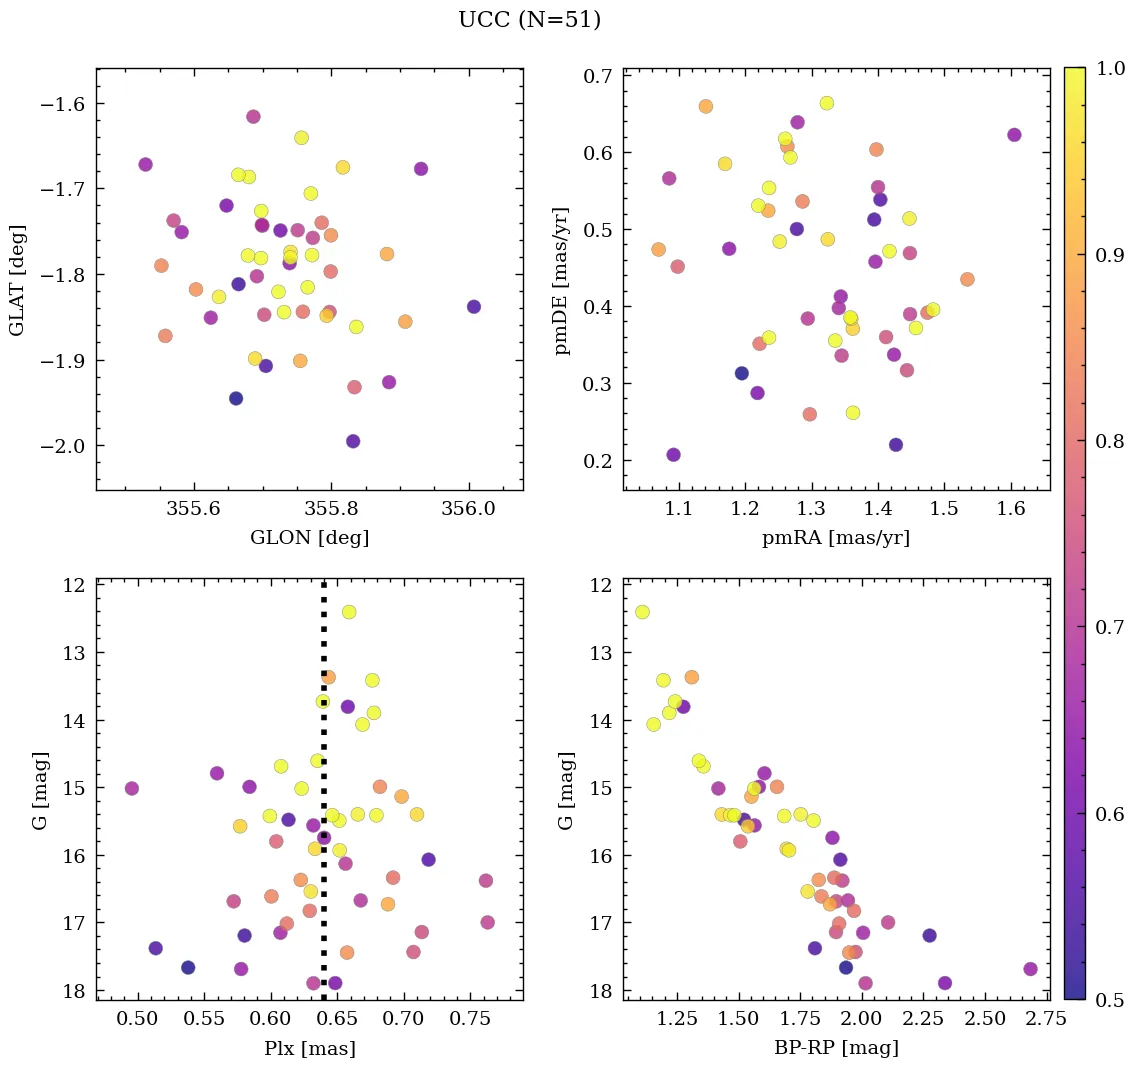 UCC (N=51)
−1.6
−1.7
−1.8
−1.9
−2.0
GLAT [deg]
355.6 355.8 356.0
GLON [deg]
0.7
0.6
0.5
0.4
0.3
0.2
pmDE [mas/yr]
1.1 1.2 1.3 1.4 1.5 1.6
pmRA [mas/yr]
12
13
14
15
16
17
18
G [mag]
0.50 0.55 0.60 0.65 0.70 0.75
Plx [mas]
12
13
14
15
16
17
18
G [mag]
1.25 1.50 1.75 2.00 2.25 2.50 2.75
BP-RP [mag]
1.0
0.9
0.8
0.7
0.6
0.5